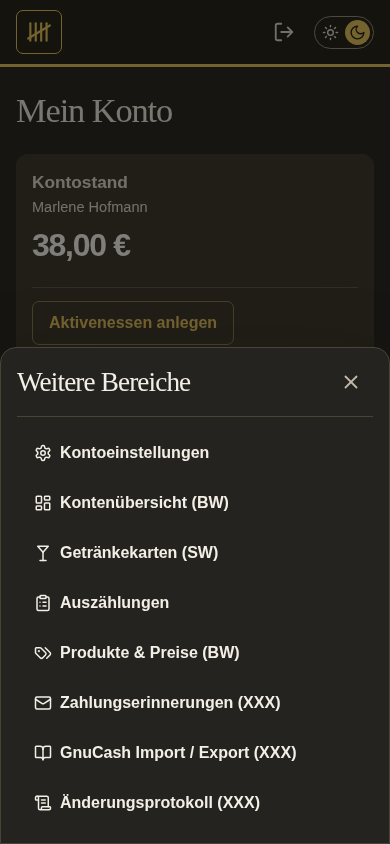 Mein Konto
Kontostand
Marlene Hofmann
38,00 €
Aktivenessen anlegen
Weitere Bereiche
Kontoeinstellungen
Kontenübersicht (BW)
Getränkekarten (SW)
Auszählungen
Produkte & Preise (BW)
Zahlungserinnerungen (XXX)
GnuCash Import / Export (XXX)
Änderungsprotokoll (XXX)